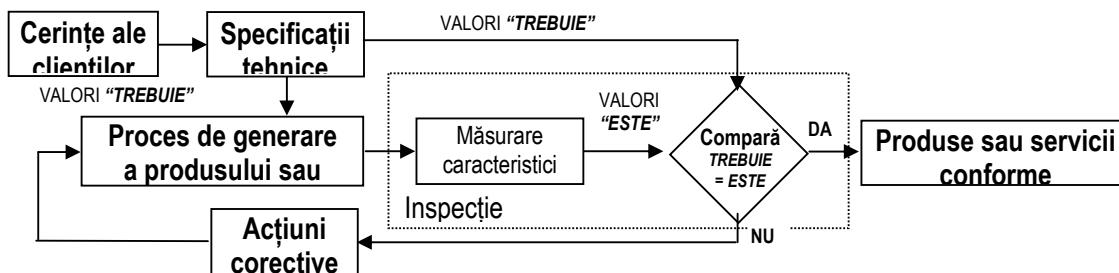 Cerințe ale
clienților
Specificații
tehnice
VALORI “TREBUIE”
VALORI “TREBUIE”
Proces de generare
a produsului sau
Măsurare
caracteristici
VALORI
“ESTE”
Compară
TREBUIE
= ESTE
DA
Produse sau servicii
conforme
Inspecție
NU
Acțiuni
corective